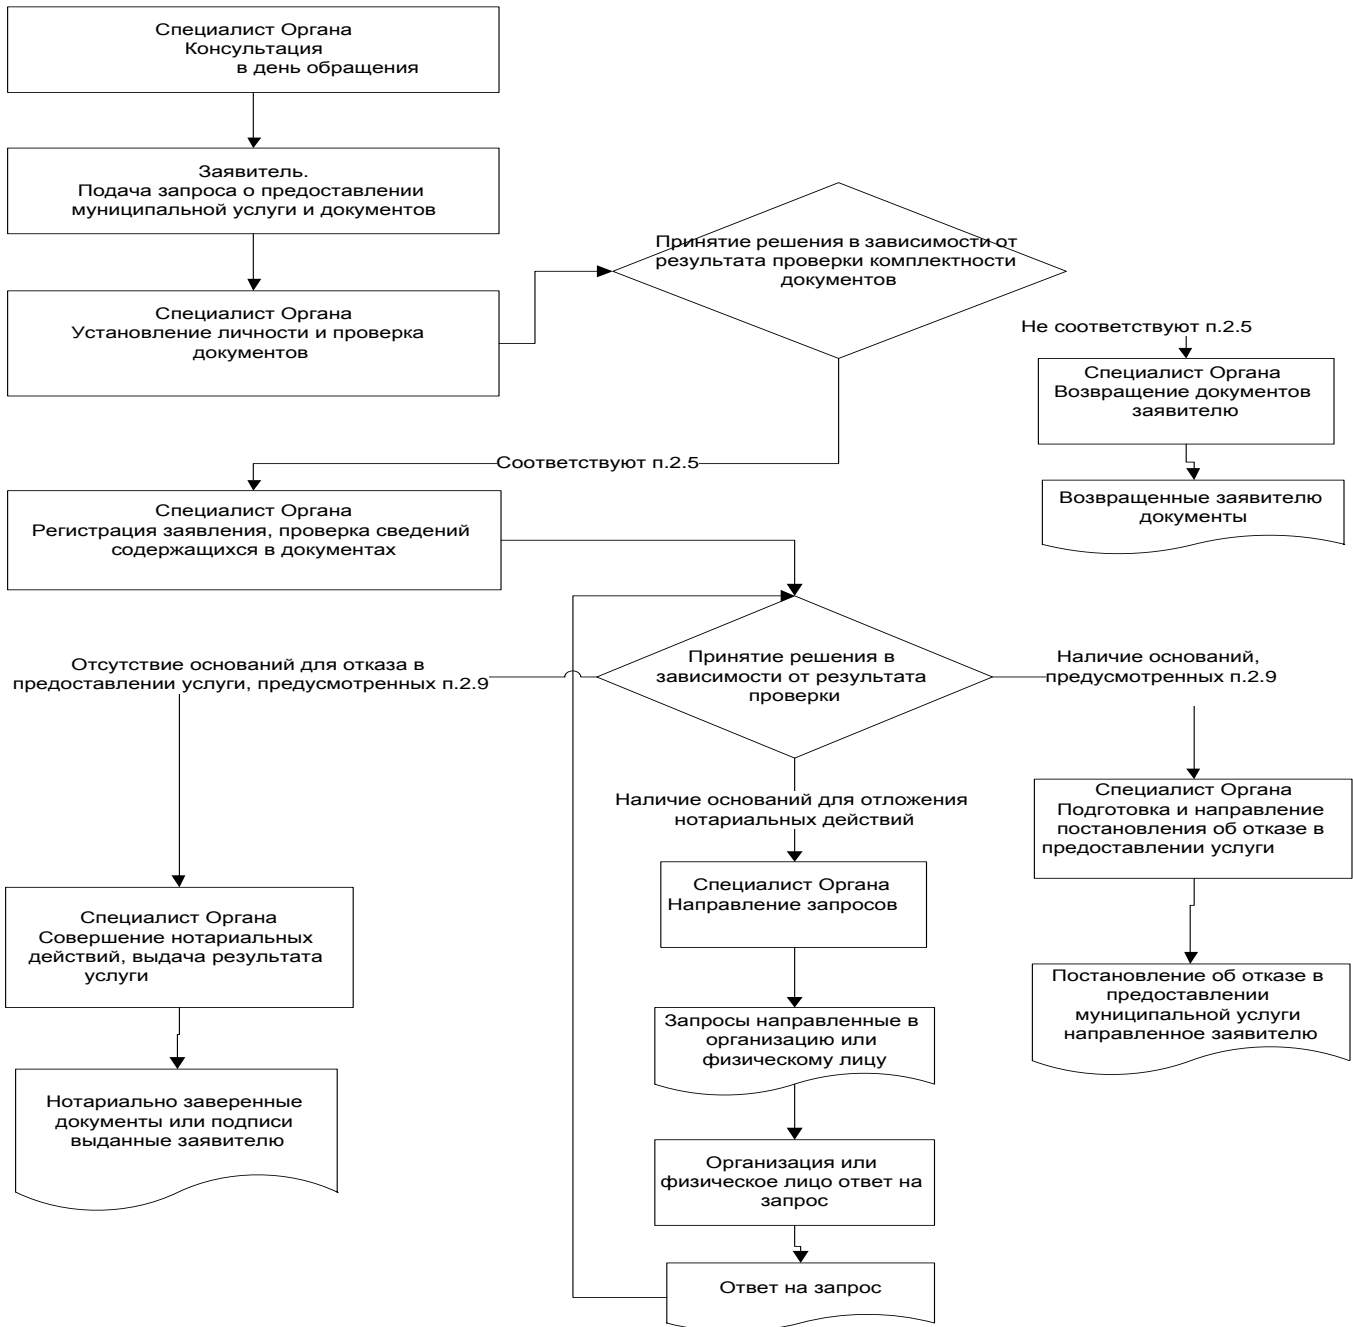 Специалист Органа
Консультация
в день обращения
Заявитель.
Подача запроса о предоставлении
муниципальной услуги и документов
Принятие решения в зависимости от
результата проверки комплектности
документов
Специалист Органа
Установление личности и проверка
документов
Не соответствуют п.2.5
Специалист Органа
Возвращение документов
заявителю
Соответствуют п.2.5
Возвращенные заявителю
документы
Специалист Органа
Регистрация заявления, проверка сведений
содержащихся в документах
Отсутствие оснований для отказа в
предоставлении услуги, предусмотренных п.2.9
Принятие решения в
зависимости от результата
проверки
Наличие оснований,
предусмотренных п.2.9
Наличие оснований для отложения
нотариальных действий
Специалист Органа
Подготовка и направление
постановления об отказе в
предоставлении услуги
Специалист Органа
Направление запросов
Специалист Органа
Совершение нотариальных
действий, выдача результата
услуги
Постановление об отказе в
предоставлении
муниципальной услуги
направленное заявителю
Запросы направленные в
организацию или
физическому лицу
Нотариально заверенные
документы или подписи
выданные заявителю
Организация или
физическое лицо ответ на
запрос
Ответ на запрос